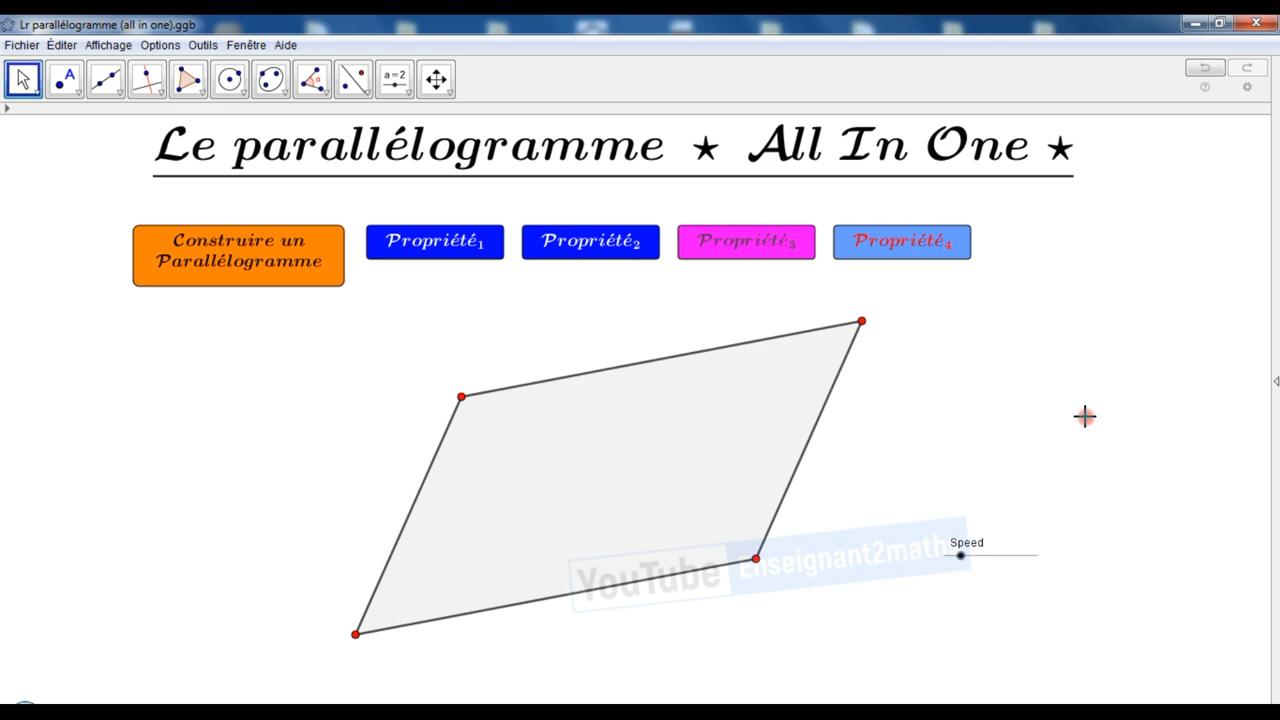 Lr parallélogramme (all in one).ggb
Fichier Éditer Affichage Options Outils Fenêtre Aide
A
α
a=2
Le parallélogramme ★ All In One ★
Construire un
Parallélogramme
Propriété₁
Propriété₂
Propriété₃
Propriété₄
Speed
YouTube Enseignant2maths